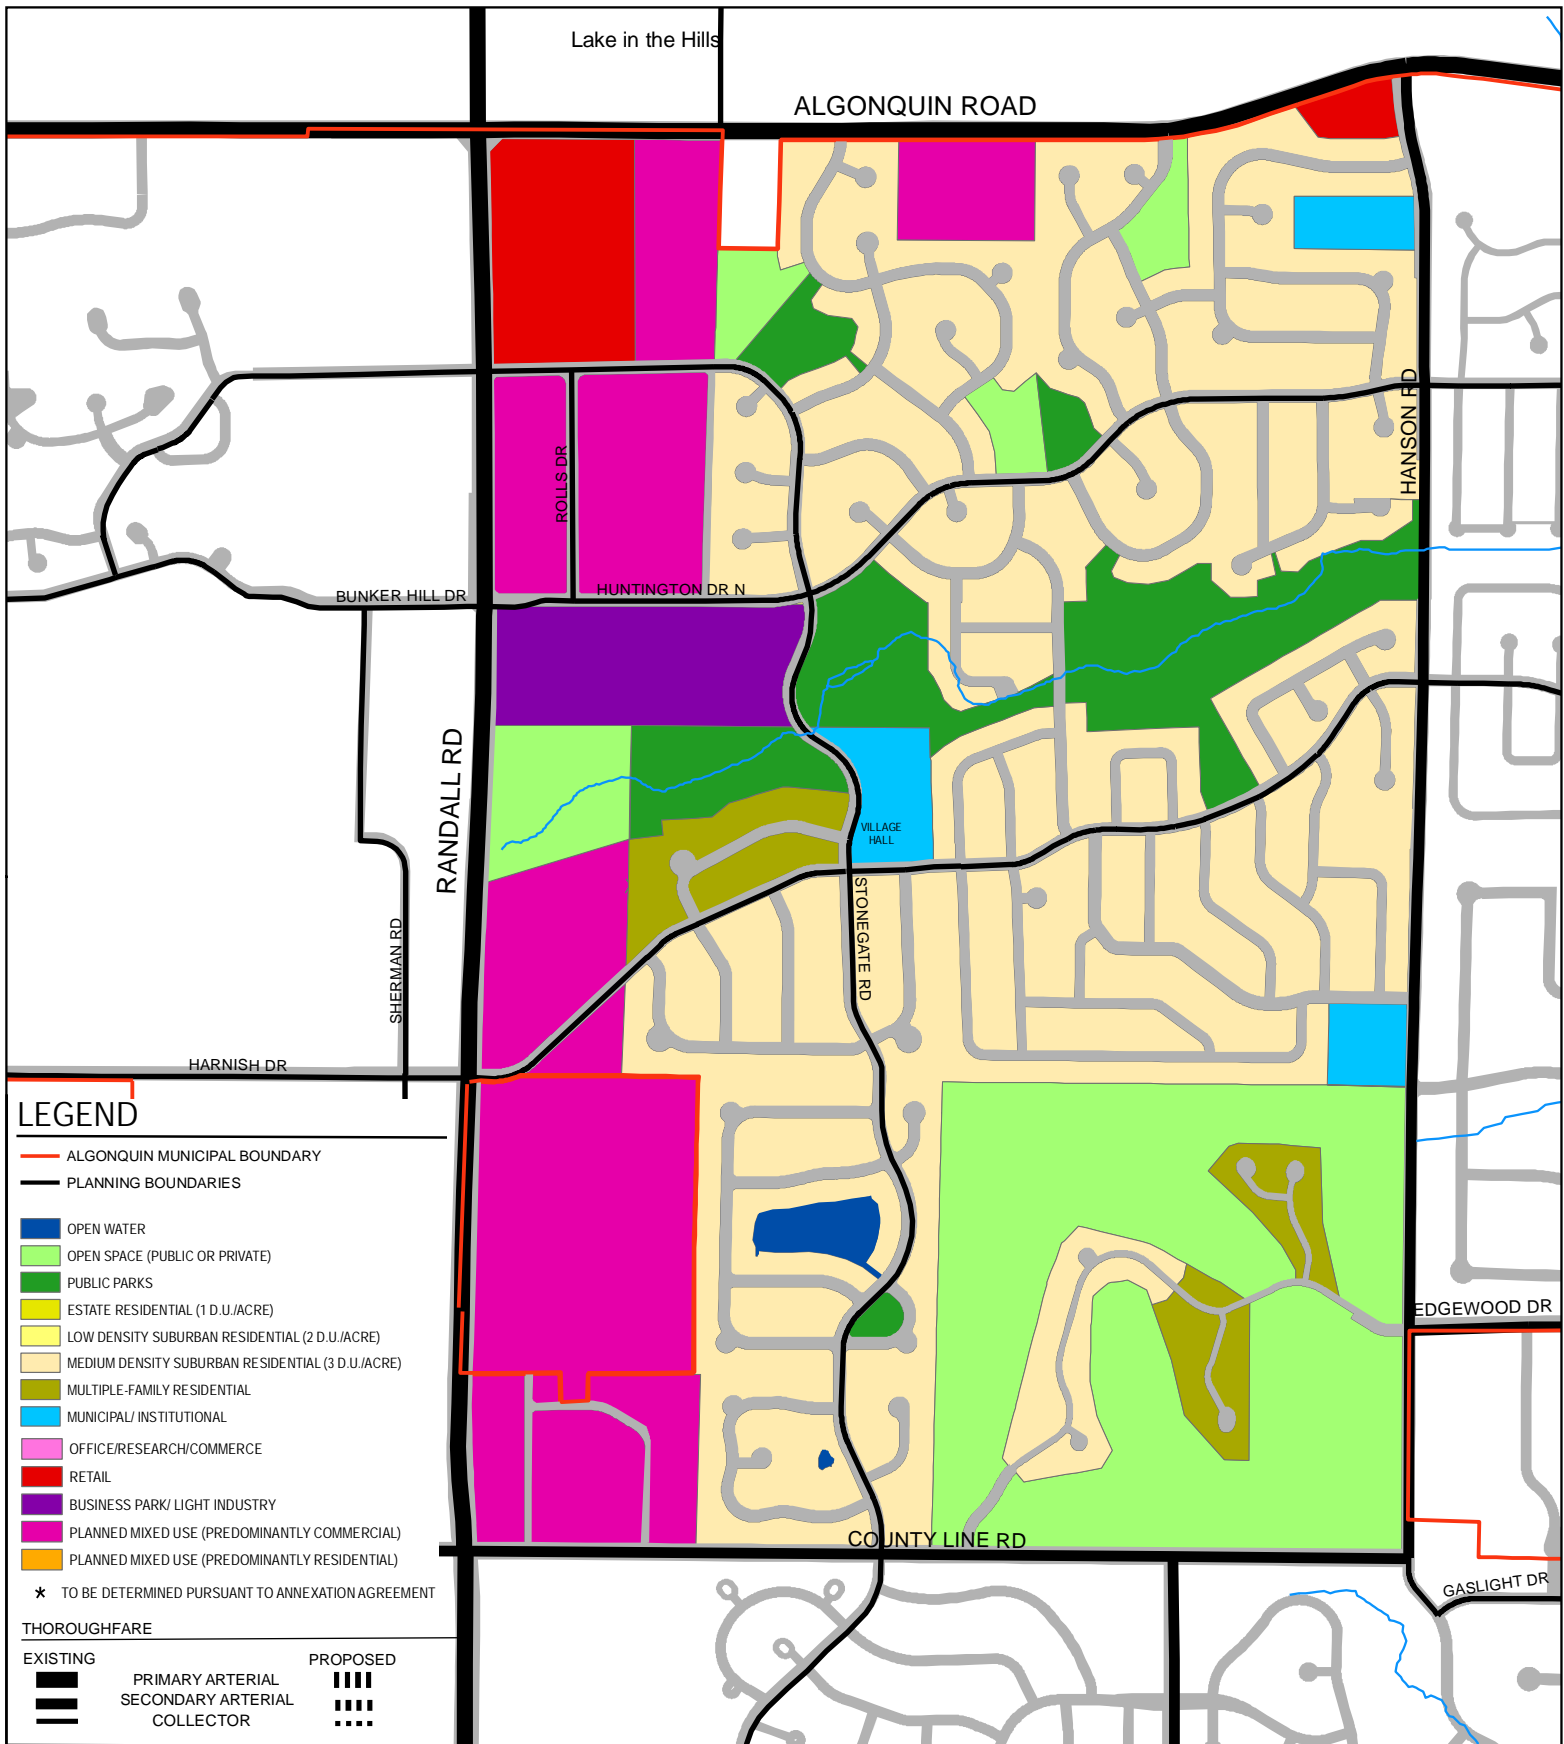 Lake in the Hills
ALGONQUIN ROAD
HANSON RD
ROLLS DR
BUNKER HILL DR
HUNTINGTON DR N
RANDALL RD
VILLAGE
HALL
STONEGATE RD
SHERMAN RD
HARNISH DR
EDGEWOOD DR
COUNTY LINE RD
GASLIGHT DR
LEGEND
ALGONQUIN MUNICIPAL BOUNDARY
PLANNING BOUNDARIES
OPEN WATER
OPEN SPACE (PUBLIC OR PRIVATE)
PUBLIC PARKS
ESTATE RESIDENTIAL (1 D.U./ACRE)
LOW DENSITY SUBURBAN RESIDENTIAL (2 D.U./ACRE)
MEDIUM DENSITY SUBURBAN RESIDENTIAL (3 D.U./ACRE)
MULTIPLE-FAMILY RESIDENTIAL
MUNICIPAL/ INSTITUTIONAL
OFFICE/RESEARCH/COMMERCE
RETAIL
BUSINESS PARK/ LIGHT INDUSTRY
PLANNED MIXED USE (PREDOMINANTLY COMMERCIAL)
PLANNED MIXED USE (PREDOMINANTLY RESIDENTIAL)
* TO BE DETERMINED PURSUANT TO ANNEXATION AGREEMENT
THOROUGHFARE
EXISTING PROPOSED
PRIMARY ARTERIAL
SECONDARY ARTERIAL
COLLECTOR